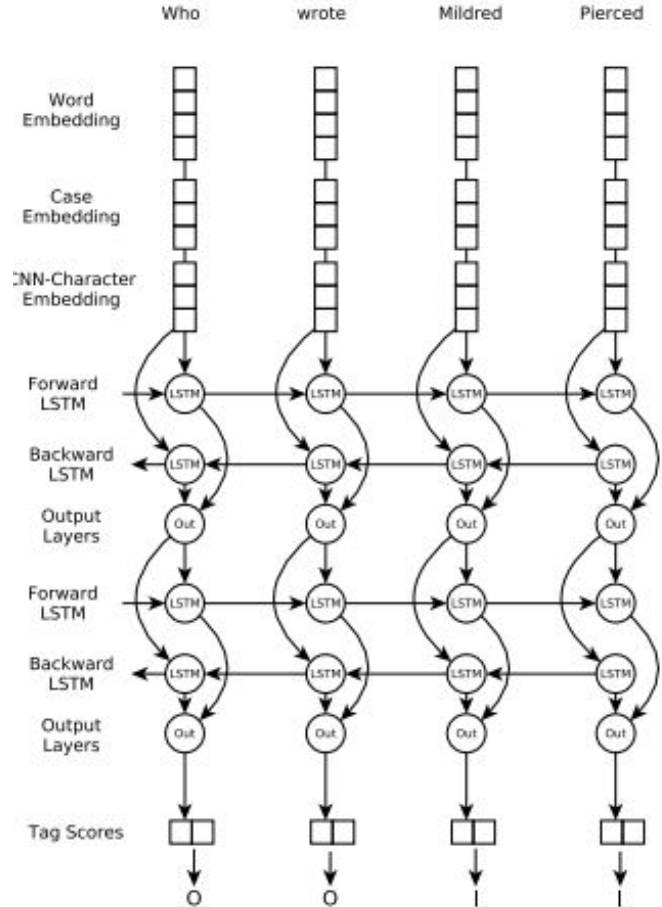 Who wrote Mildred Pierced
Word
Embedding
Case
Embedding
CNN-Character
Embedding
Forward
LSTM
LSTM LSTM LSTM LSTM
Backward
LSTM
LSTM LSTM LSTM LSTM
Output
Layers
Out Out Out Out
Forward
LSTM
LSTM LSTM LSTM LSTM
Backward
LSTM
LSTM LSTM LSTM LSTM
Output
Layers
Out Out Out Out
Tag Scores
O O I I